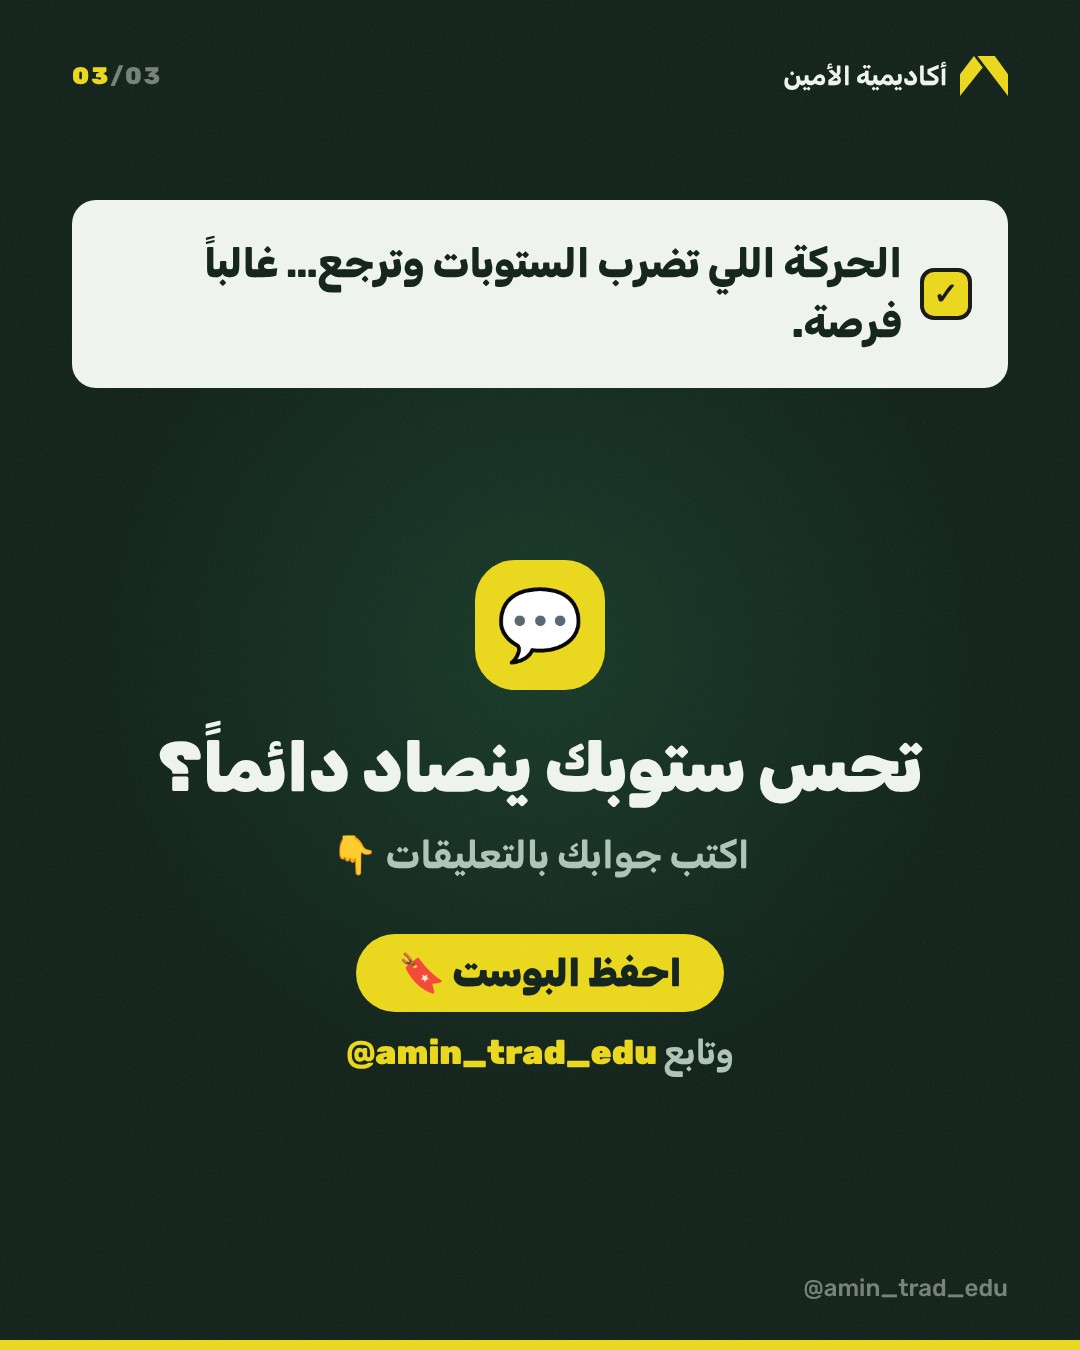 أكاديمية الأمين
03/03
✓
الحركة اللي تضرب الستوبات وترجع... غالباً
فرصة.
تحس ستوبك ينصاد دائماً؟
اكتب جوابك بالتعليقات 👇
احفظ البوست 🔖
وتابع @amin_trad_edu
@amin_trad_edu